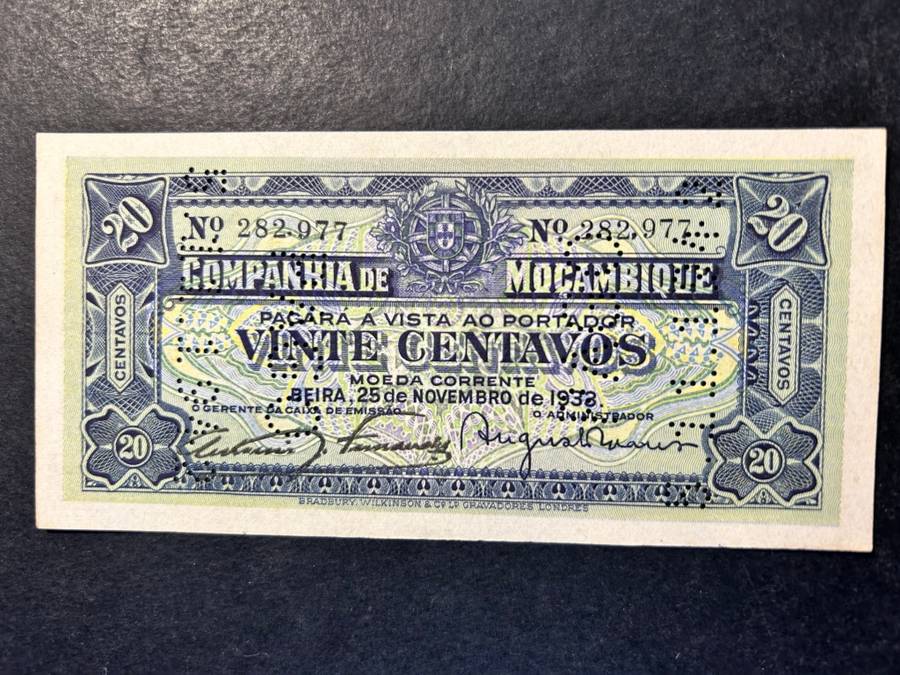 20 20
Nº 282,977 Nº 282,977
COMPANHIA DE MOÇAMBIQUE
PAGARÁ Á VISTA AO PORTADOR
VINTE CENTAVOS
MOEDA CORRENTE
BEIRA, 25 de NOVEMBRO de 1933.
O GERENTE DA CAIXA DE EMISSÃO O ADMINISTRADOR
CENTAVOS CENTAVOS
20 20
BRADBURY, WILKINSON & Cº Lº GRAVADORES LONDRES